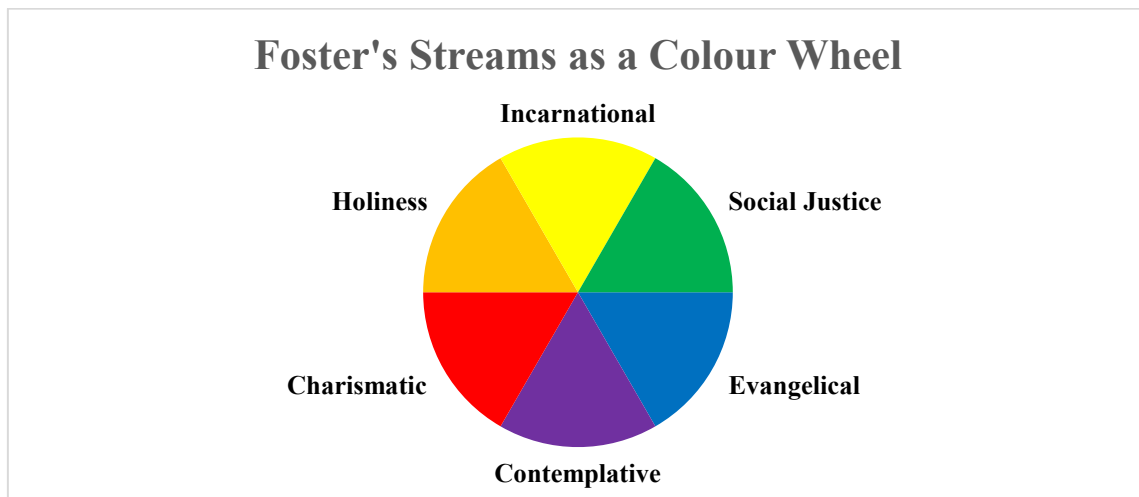 Foster's Streams as a Colour Wheel
Incarnational
Holiness
Social Justice
Charismatic
Evangelical
Contemplative